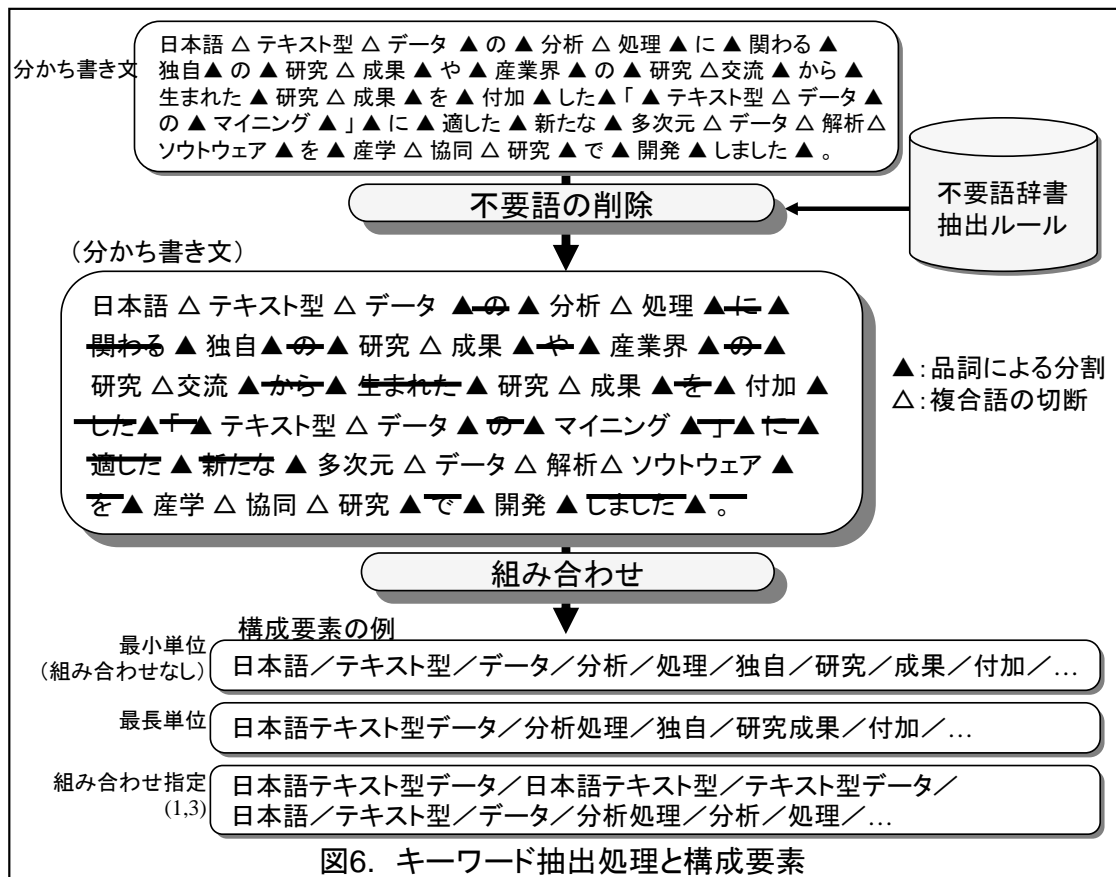 分かち書き文
日本語 △ テキスト型 △ データ ▲ の ▲ 分析 △ 処理 ▲ に ▲ 関わる ▲
独自▲ の ▲ 研究 △ 成果 ▲ や ▲ 産業界 ▲ の ▲ 研究 △交流 ▲ から ▲
生まれた ▲ 研究 △ 成果 ▲ を ▲ 付加 ▲ した▲「 ▲ テキスト型 △ データ ▲
の ▲ マイニング ▲ 」▲ に ▲ 適した ▲ 新たな ▲ 多次元 △ データ △ 解析△
ソウトウェア ▲ を ▲ 産学 △ 協同 △ 研究 ▲ で ▲ 開発 ▲ しました ▲ 。
不要語の削除
不要語辞書
抽出ルール
（分かち書き文）
日本語 △ テキスト型 △ データ ▲ の ▲ 分析 △ 処理 ▲ に ▲
関わる ▲ 独自▲ の ▲ 研究 △ 成果 ▲ や ▲ 産業界 ▲ の ▲
研究 △交流 ▲ から ▲ 生まれた ▲ 研究 △ 成果 ▲ を ▲ 付加 ▲
した▲「 ▲ テキスト型 △ データ ▲ の ▲ マイニング ▲ 」▲ に ▲
適した ▲ 新たな ▲ 多次元 △ データ △ 解析△ ソウトウェア ▲
を ▲ 産学 △ 協同 △ 研究 ▲ で ▲ 開発 ▲ しました ▲ 。
▲：品詞による分割
△：複合語の切断
組み合わせ
構成要素の例
最小単位
（組み合わせなし）
日本語／テキスト型／データ／分析／処理／独自／研究／成果／付加／…
最長単位
日本語テキスト型データ／分析処理／独自／研究成果／付加／…
組み合わせ指定
(1,3)
日本語テキスト型データ／日本語テキスト型／テキスト型データ／
日本語／テキスト型／データ／分析処理／分析／処理／…
図6. キーワード抽出処理と構成要素